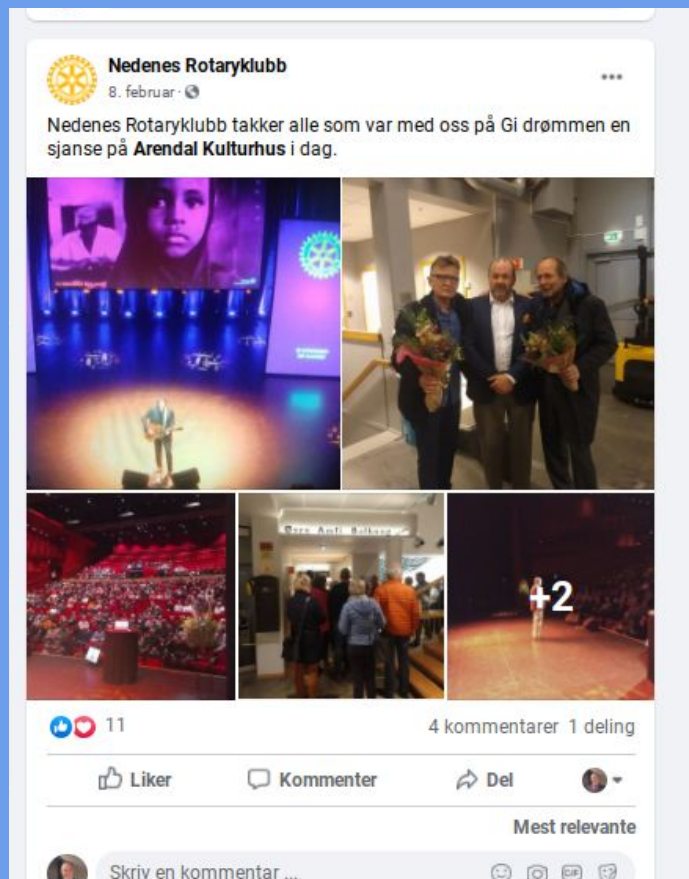 Nedenes Rotaryklubb
8. februar ·
Nedenes Rotaryklubb takker alle som var med oss på Gi drømmen en
sjanse på Arendal Kulturhus i dag.
+2
11
4 kommentarer 1 deling
Liker Kommenter Del
Mest relevante
Skriv en kommentar ...
GIF